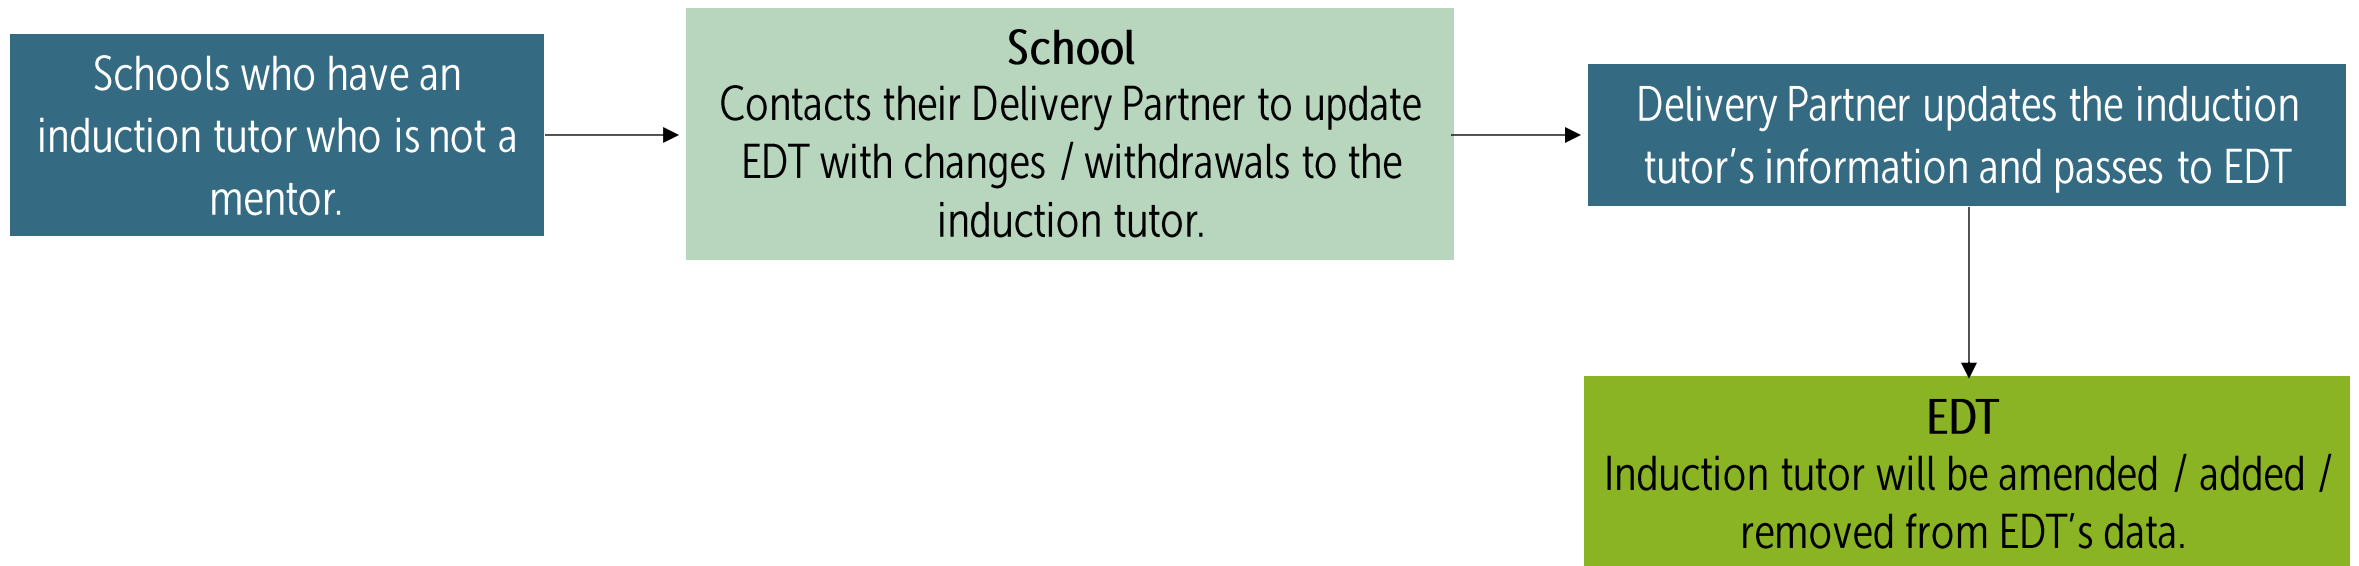 Schools who have an
induction tutor who is not a
mentor.
School
Contacts their Delivery Partner to update
EDT with changes / withdrawals to the
induction tutor.
Delivery Partner updates the induction
tutor’s information and passes to EDT
EDT
Induction tutor will be amended / added /
removed from EDT’s data.